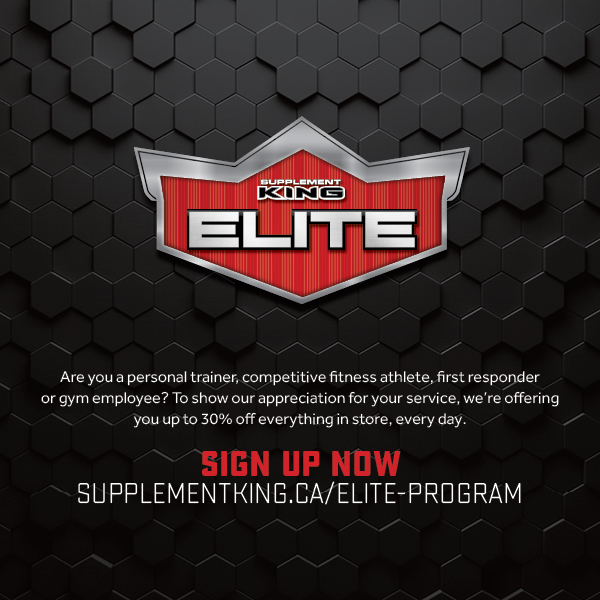 SUPPLEMENT
KING
ELITE
Are you a personal trainer, competitive fitness athlete, first responder
or gym employee? To show our appreciation for your service, we're offering
you up to 30% off everything in store, every day.
SIGN UP NOW
SUPPLEMENTKING.CA/ELITE-PROGRAM